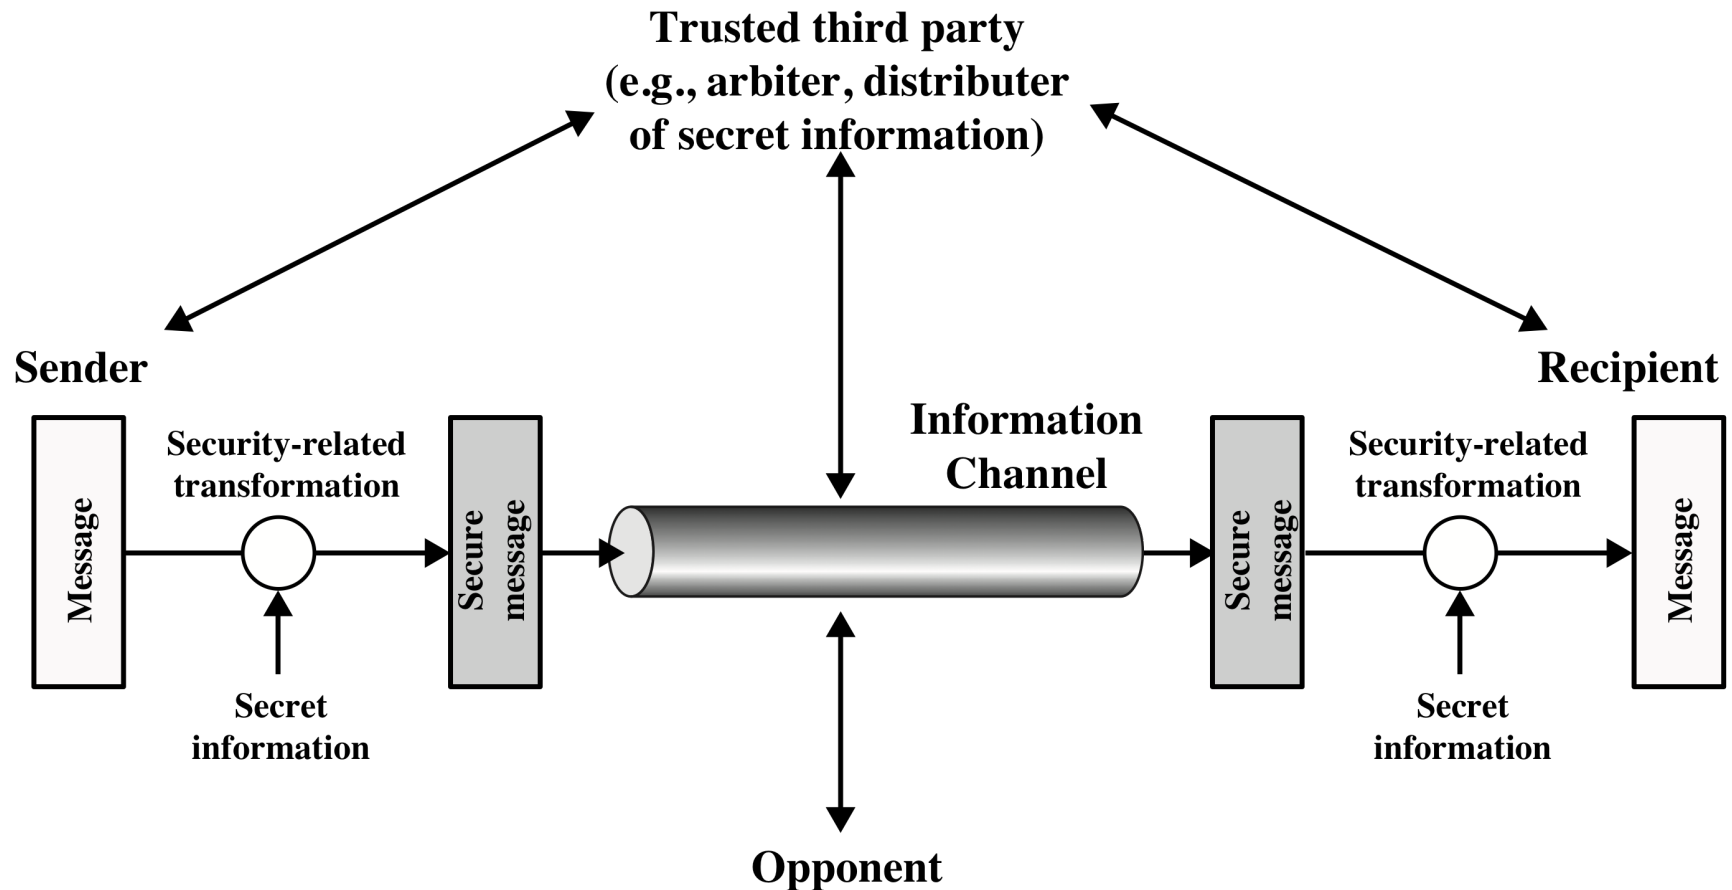 Trusted third party
(e.g., arbiter, distributer
of secret information)
Sender
Recipient
Information
Channel
Security-related
transformation
Security-related
transformation
Message
Secure
message
Secure
message
Message
Secret
information
Secret
information
Opponent